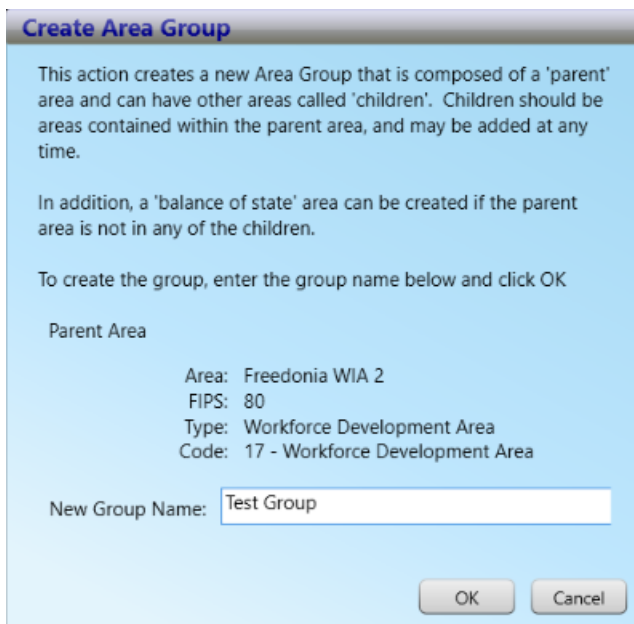 Create Area Group
This action creates a new Area Group that is composed of a 'parent'
area and can have other areas called 'children'.  Children should be
areas contained within the parent area, and may be added at any
time.
In addition, a 'balance of state' area can be created if the parent
area is not in any of the children.
To create the group, enter the group name below and click OK
Parent Area
Area: Freedonia WIA 2
FIPS: 80
Type: Workforce Development Area
Code: 17 - Workforce Development Area
New Group Name: Test Group
OK Cancel